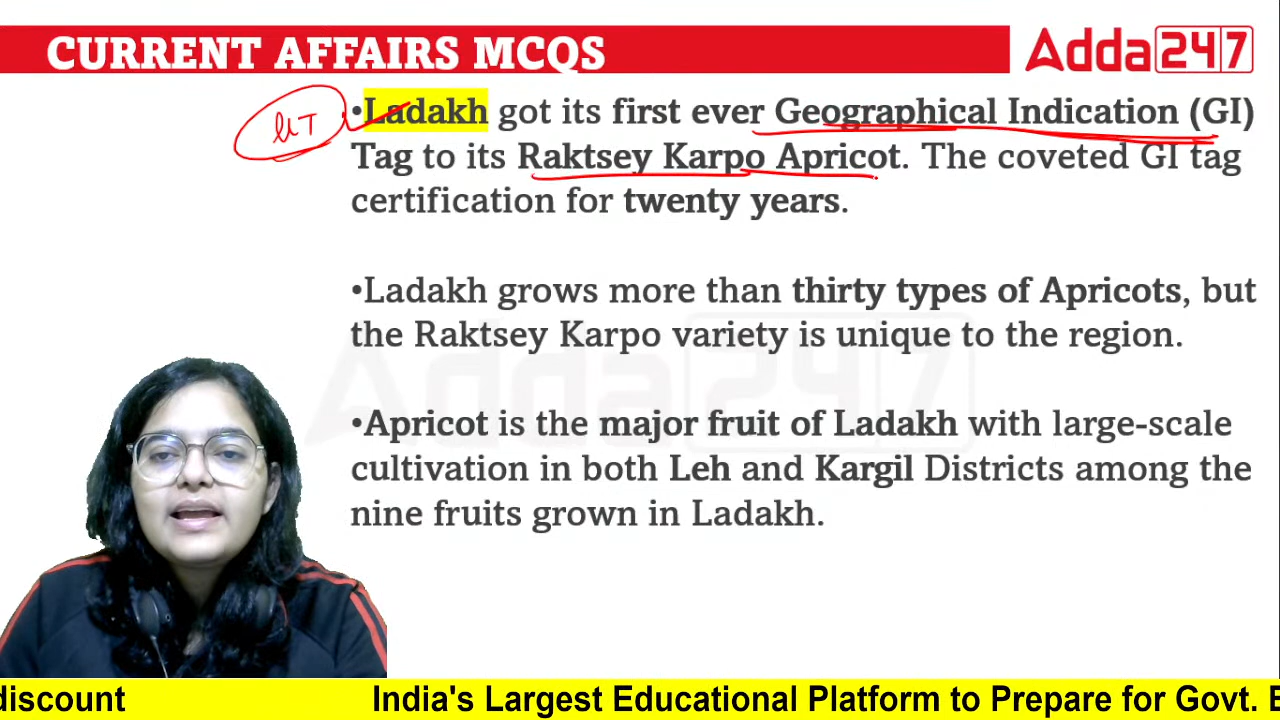 CURRENT AFFAIRS MCQS
Adda247
UT
•Ladakh got its first ever Geographical Indication (GI)
Tag to its Raktsey Karpo Apricot. The coveted GI tag
certification for twenty years.
•Ladakh grows more than thirty types of Apricots, but
the Raktsey Karpo variety is unique to the region.
•Apricot is the major fruit of Ladakh with large-scale
cultivation in both Leh and Kargil Districts among the
nine fruits grown in Ladakh.
Adda247
discount India's Largest Educational Platform to Prepare for Govt. E